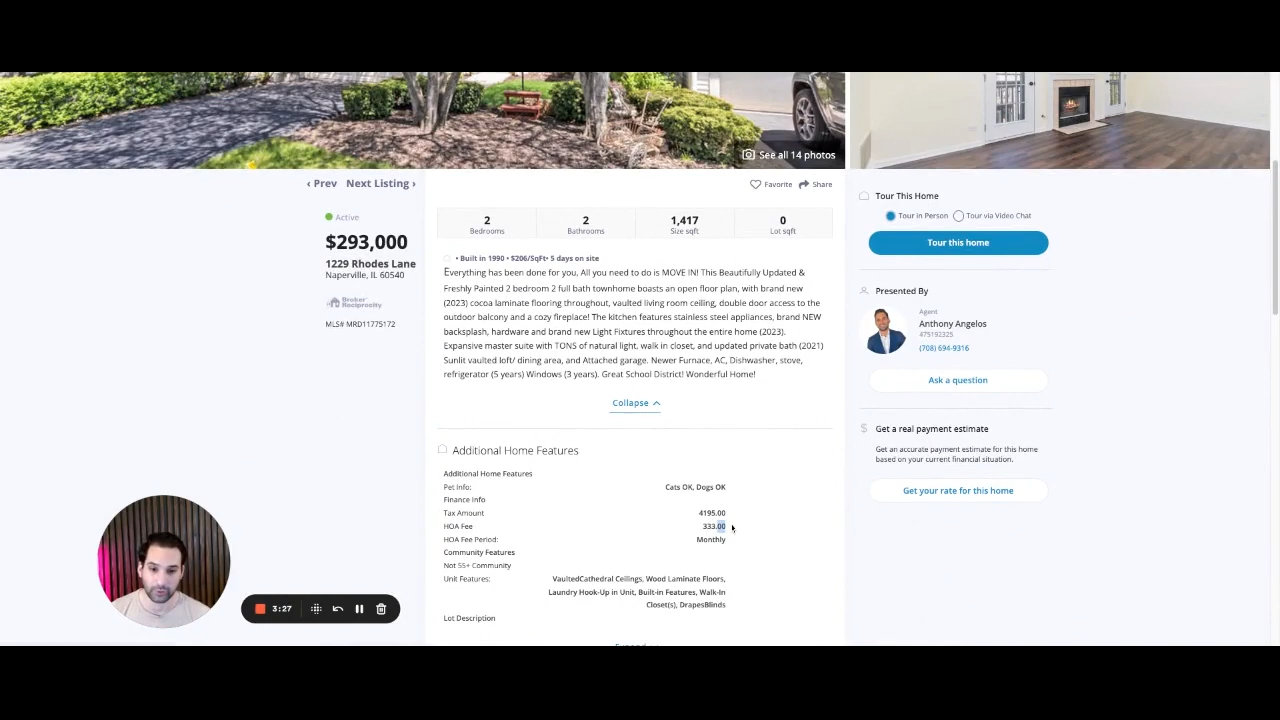 See all 14 photos
‹ Prev Next Listing ›
Active
$293,000
1229 Rhodes Lane
Naperville, IL 60540
Broker Reciprocity
MLS# MRD11775172
Favorite Share
2 2 1,417 0
Bedrooms Bathrooms Size sqft Lot sqft
• Built in 1990 • $206/SqFt• 5 days on site
Everything has been done for you, All you need to do is MOVE IN! This Beautifully Updated &
Freshly Painted 2 bedroom 2 full bath townhome boasts an open floor plan, with brand new
(2023) cocoa laminate flooring throughout, vaulted living room ceiling, double door access to the
outdoor balcony and a cozy fireplace! The kitchen features stainless steel appliances, brand NEW
backsplash, hardware and brand new Light Fixtures throughout the entire home (2023).
Expansive master suite with TONS of natural light, walk in closet, and updated private bath (2021)
Sunlit vaulted loft/ dining area, and Attached garage. Newer Furnace, AC, Dishwasher, stove,
refrigerator (5 years) Windows (3 years). Great School District! Wonderful Home!
Collapse
Additional Home Features
Additional Home Features
Pet Info: Cats OK, Dogs OK
Finance Info
Tax Amount 4195.00
HOA Fee 333.00
HOA Fee Period: Monthly
Community Features
Not 55+ Community
Unit Features: VaultedCathedral Ceilings, Wood Laminate Floors,
Laundry Hook-Up in Unit, Built-in Features, Walk-In
Closet(s), DrapesBlinds
Lot Description
Tour This Home
Tour in Person Tour via Video Chat
Tour this home
Presented By
Agent
Anthony Angelos
475192325
(708) 694-9316
Ask a question
$ Get a real payment estimate
Get an accurate payment estimate for this home
based on your current financial situation.
Get your rate for this home
3:27